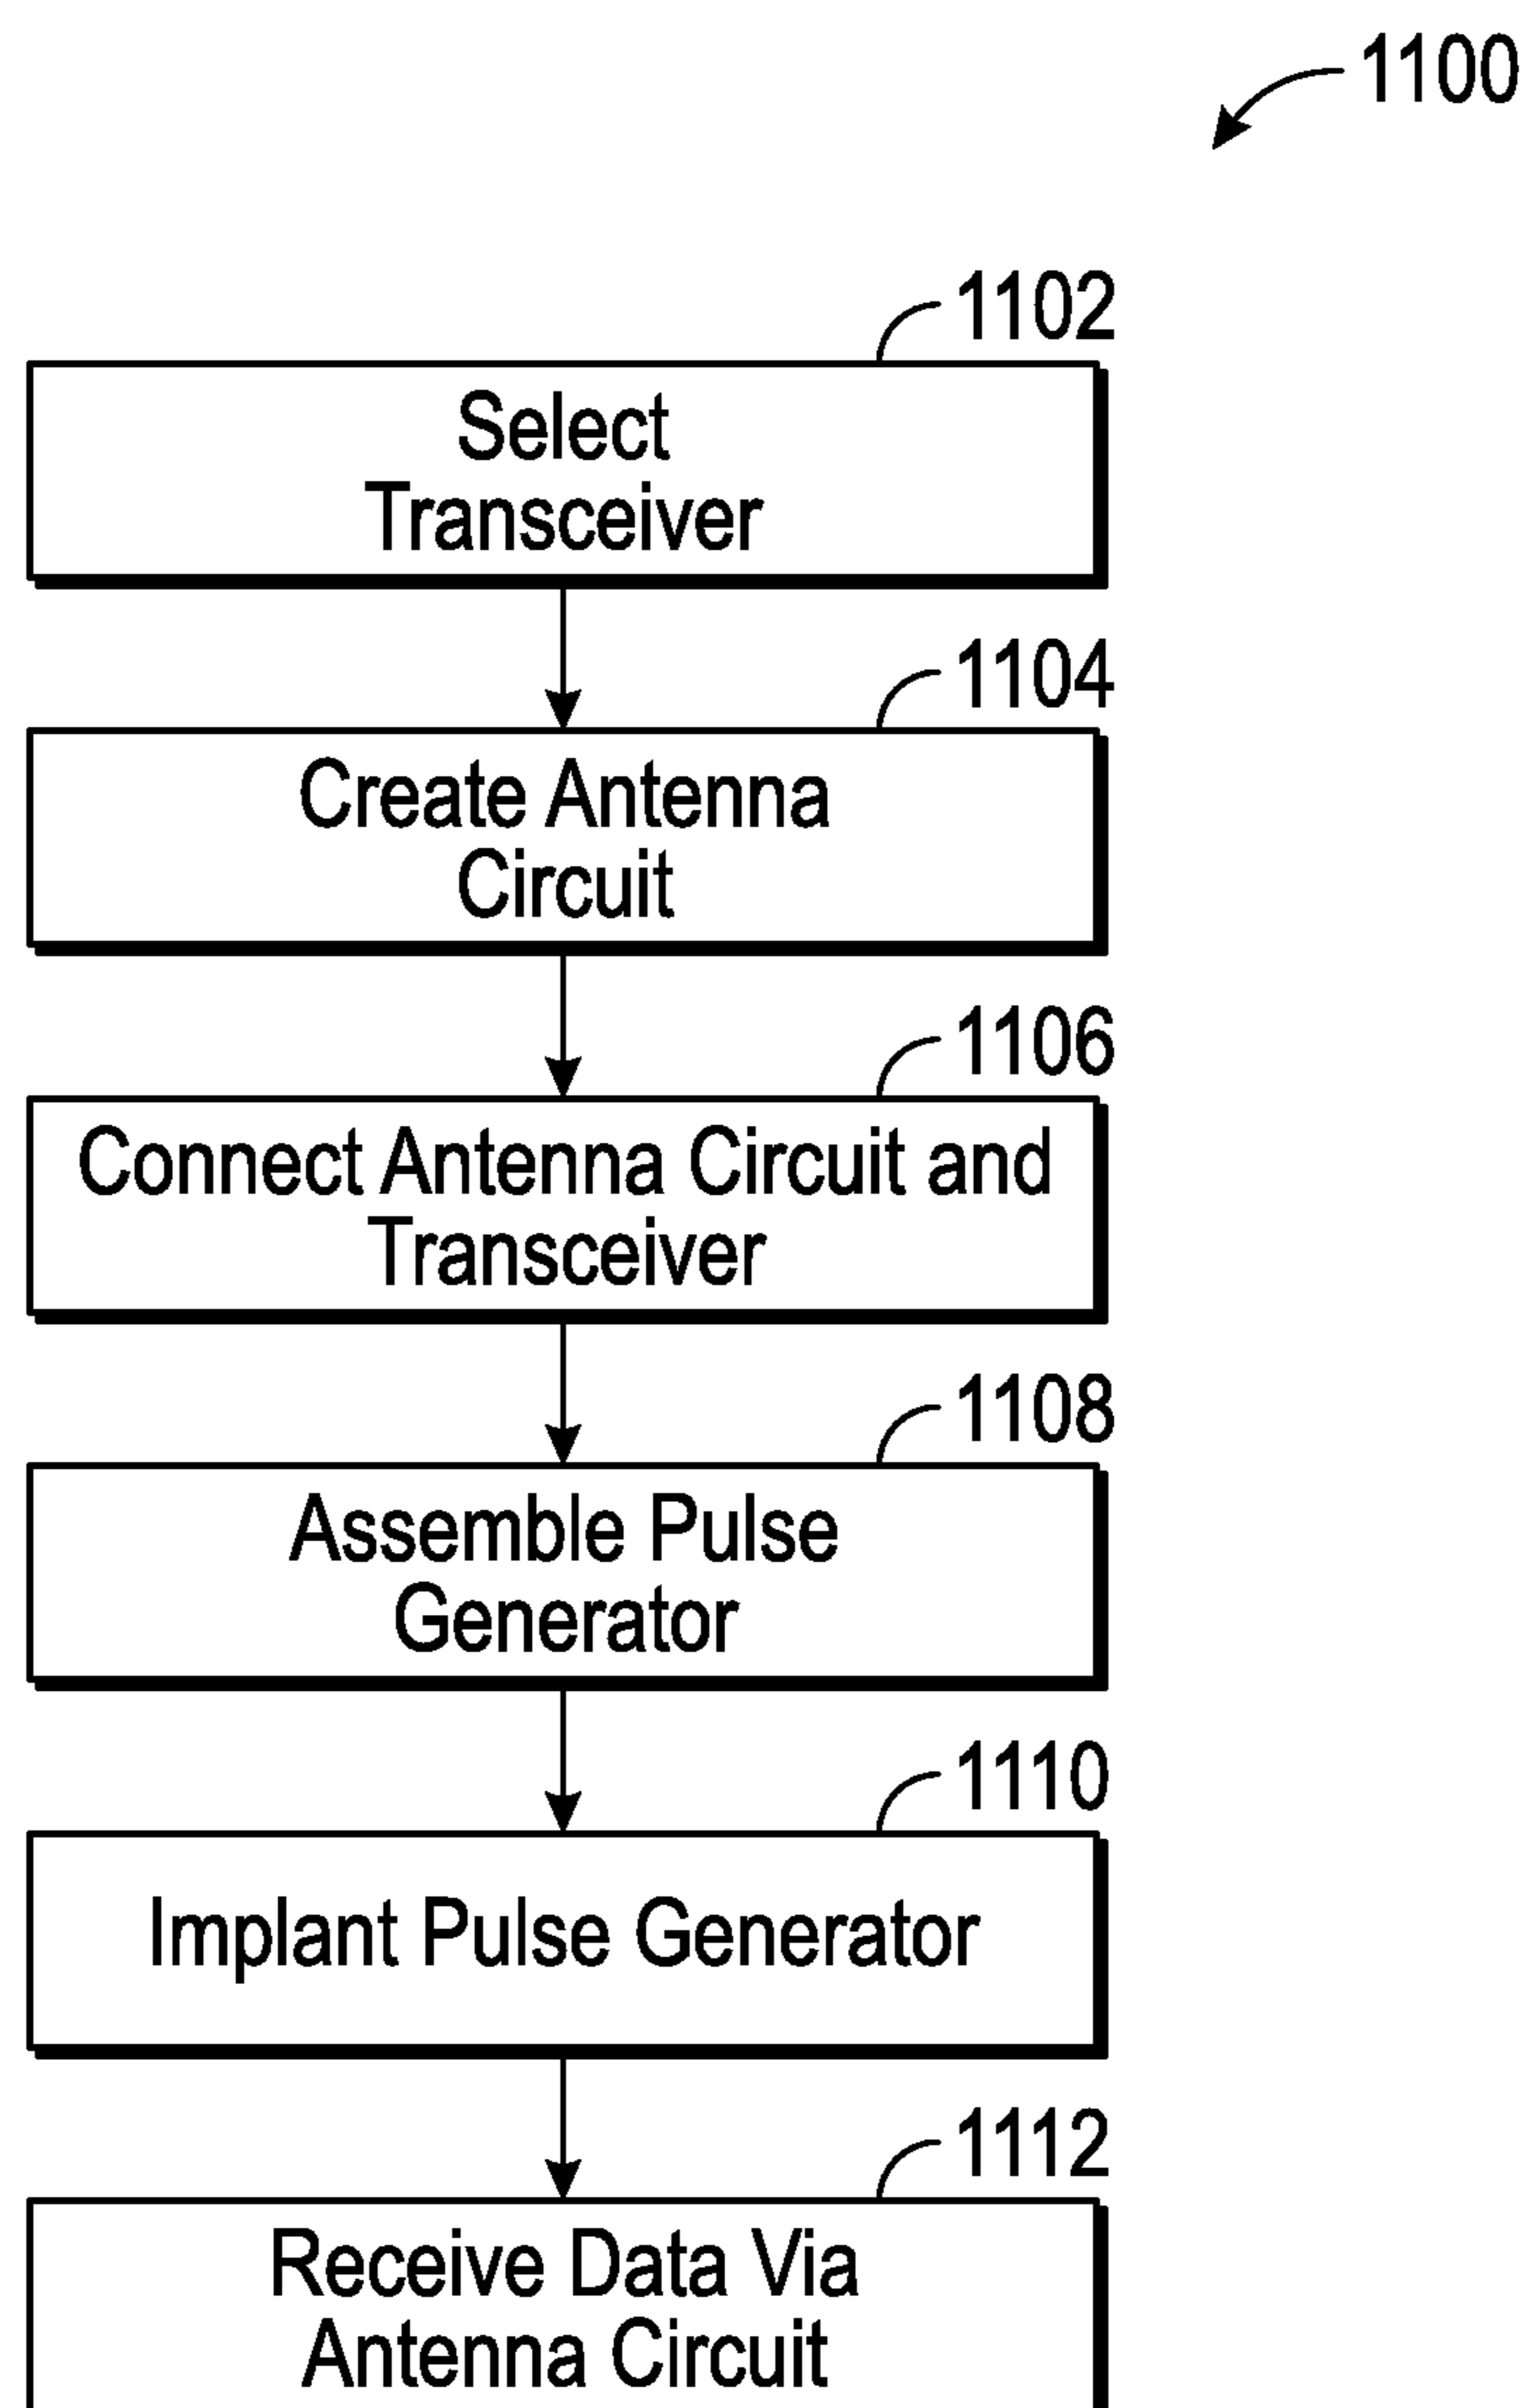 1100
1102
Select
Transceiver
1104
Create Antenna
Circuit
1106
Connect Antenna Circuit and
Transceiver
1108
Assemble Pulse
Generator
1110
Implant Pulse Generator
1112
Receive Data Via
Antenna Circuit